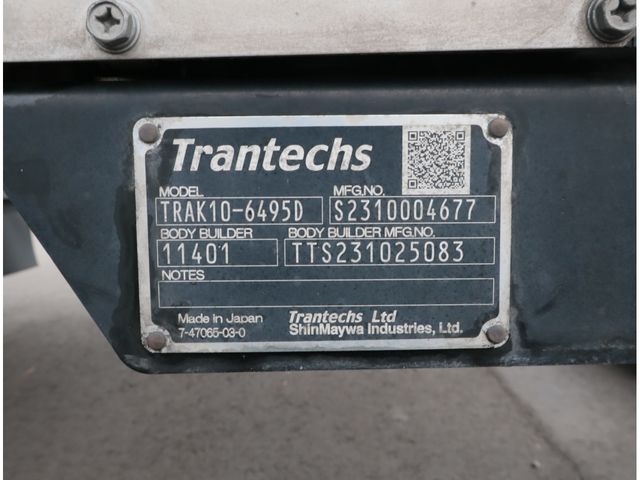 Trantechs
MODEL MFG.NO.
TRAK10-6495D S2310004677
BODY BUILDER BODY BUILDER MFG.NO.
11401 TTS231025083
NOTES
Made in Japan Trantechs Ltd
7-47065-03-0 ShinMaywa Industries, Ltd.